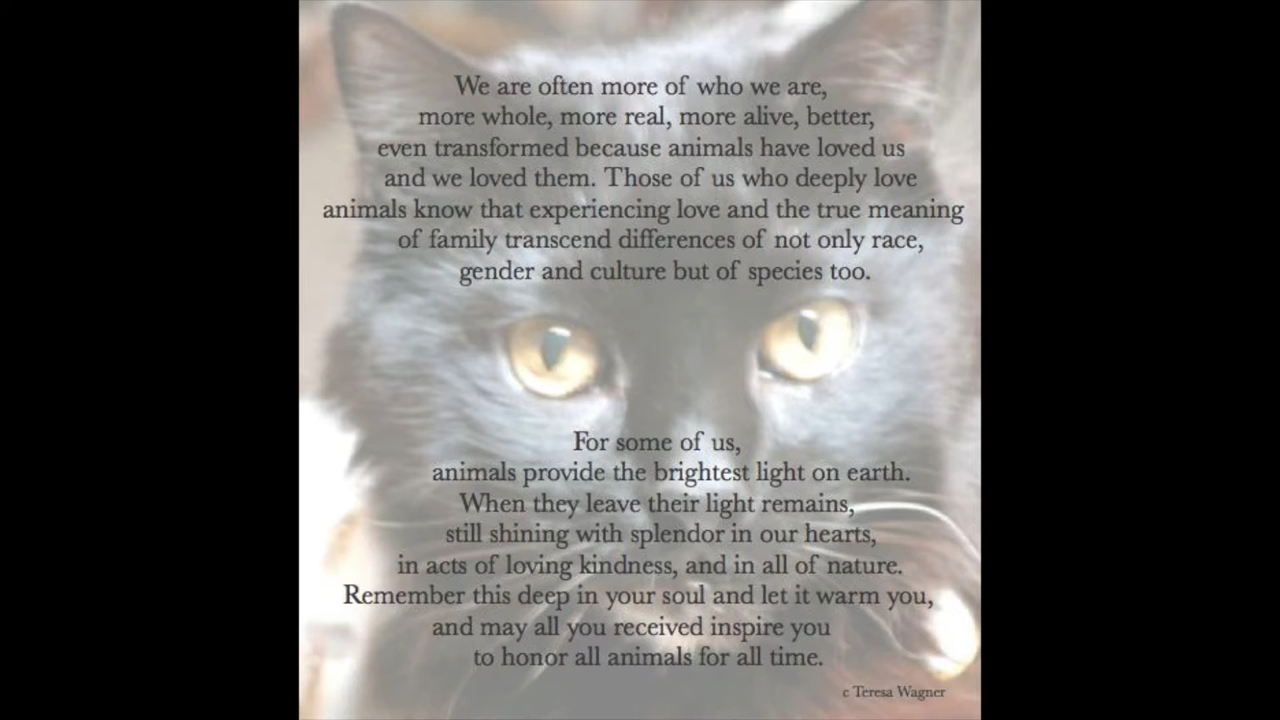 We are often more of who we are,
more whole, more real, more alive, better,
even transformed because animals have loved us
and we loved them. Those of us who deeply love
animals know that experiencing love and the true meaning
of family transcend differences of not only race,
gender and culture but of species too.
For some of us,
animals provide the brightest light on earth.
When they leave their light remains,
still shining with splendor in our hearts,
in acts of loving kindness, and in all of nature.
Remember this deep in your soul and let it warm you,
and may all you received inspire you
to honor all animals for all time.
c Teresa Wagner